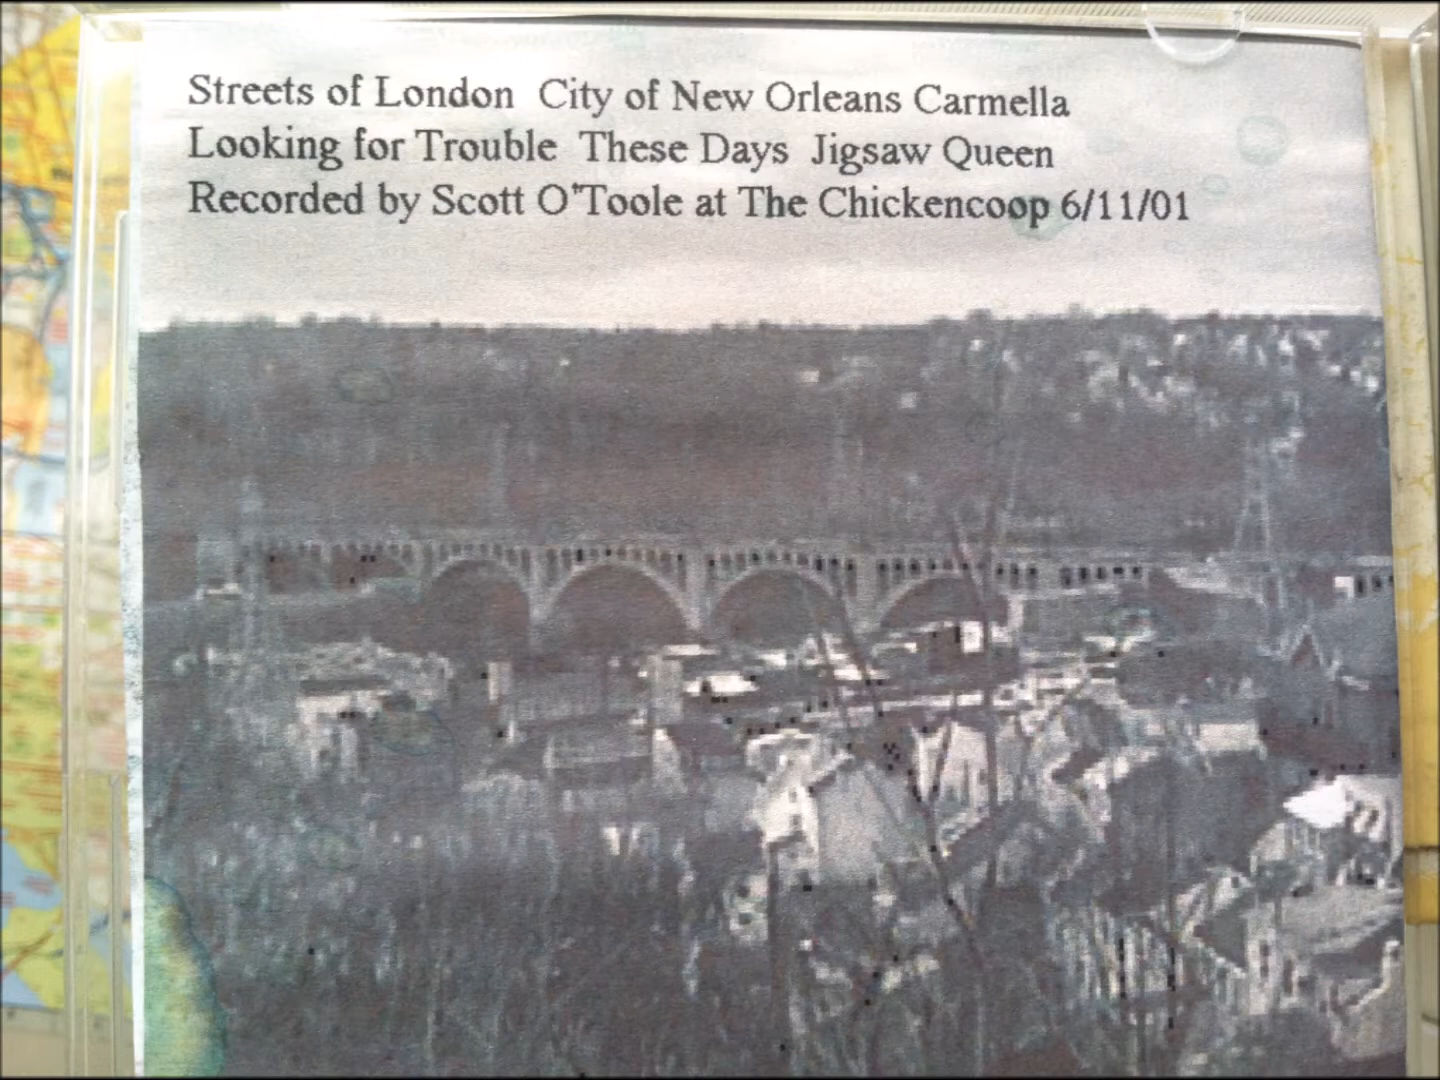 Streets of London  City of New Orleans Carmella
Looking for Trouble  These Days  Jigsaw Queen
Recorded by Scott O'Toole at The Chickencoop 6/11/01